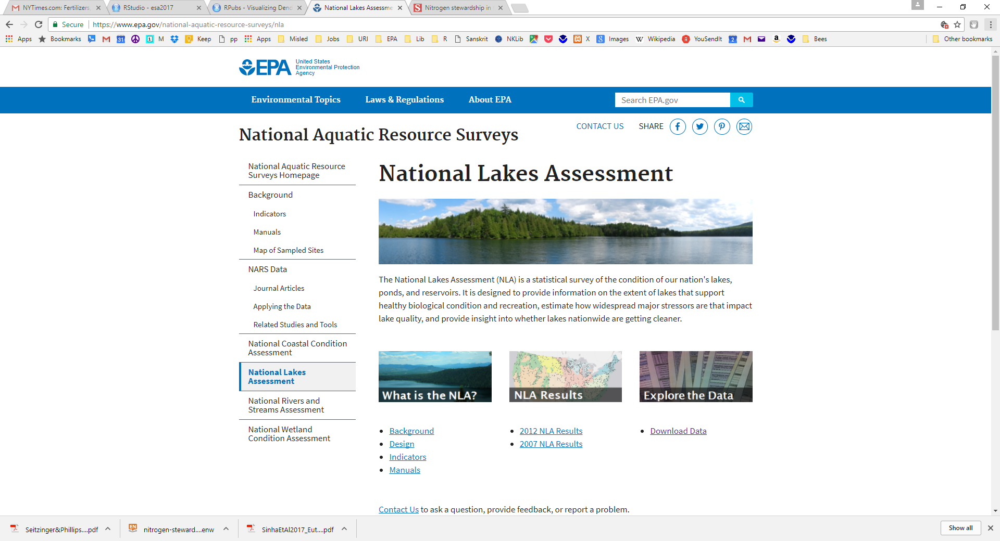 NYTimes.com: Fertilizers,
RStudio - esa2017
RPubs - Visualizing Dend
National Lakes Assessme
Nitrogen stewardship in
Secure
https://www.epa.gov/national-aquatic-resource-surveys/nla
Apps
Bookmarks
31
1
M
Keep
pp
Apps
Misled
Jobs
URI
EPA
Lib
R
Sanskrit
NKLib
X
Images
Wikipedia
YouSendIt
2
Bees
Other bookmarks
EPA
United States
Environmental Protection
Agency
Environmental Topics
Laws & Regulations
About EPA
Search EPA.gov
National Aquatic Resource Surveys
CONTACT US
SHARE
National Aquatic Resource
Surveys Homepage
Background
Indicators
Manuals
Map of Sampled Sites
NARS Data
Journal Articles
Applying the Data
Related Studies and Tools
National Coastal Condition
Assessment
National Lakes
Assessment
National Rivers and
Streams Assessment
National Wetland
Condition Assessment
National Lakes Assessment
The National Lakes Assessment (NLA) is a statistical survey of the condition of our nation's lakes,
ponds, and reservoirs. It is designed to provide information on the extent of lakes that support
healthy biological condition and recreation, estimate how widespread major stressors are that impact
lake quality, and provide insight into whether lakes nationwide are getting cleaner.
What is the NLA?
NLA Results
Explore the Data
Background
Design
Indicators
Manuals
2012 NLA Results
2007 NLA Results
Download Data
Contact Us to ask a question, provide feedback, or report a problem.
Seitzinger&Phillips....pdf
EN
nitrogen-steward....enw
SinhaEtAl2017_Eut....pdf
Show all